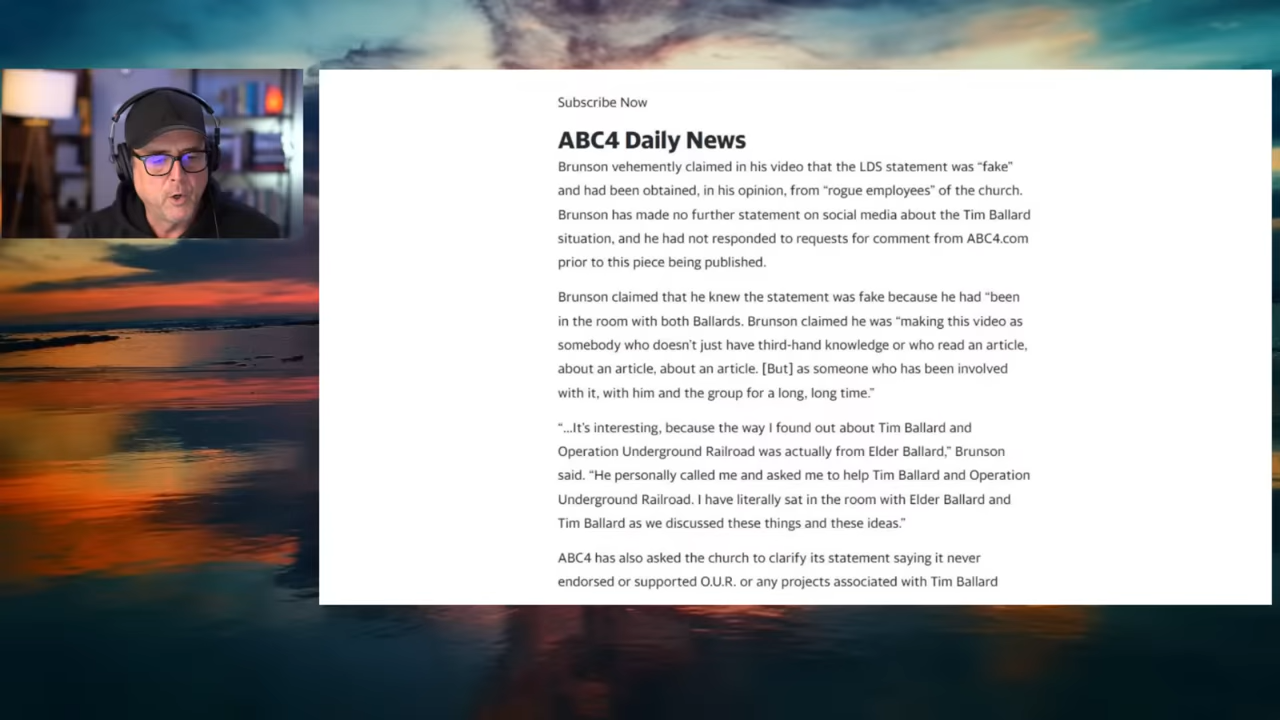 Subscribe Now
ABC4 Daily News
Brunson vehemently claimed in his video that the LDS statement was “fake”
and had been obtained, in his opinion, from “rogue employees” of the church.
Brunson has made no further statement on social media about the Tim Ballard
situation, and he had not responded to requests for comment from ABC4.com
prior to this piece being published.
Brunson claimed that he knew the statement was fake because he had “been
in the room with both Ballards. Brunson claimed he was “making this video as
somebody who doesn’t just have third-hand knowledge or who read an article,
about an article, about an article. [But] as someone who has been involved
with it, with him and the group for a long, long time.”
“…It’s interesting, because the way I found out about Tim Ballard and
Operation Underground Railroad was actually from Elder Ballard,” Brunson
said. “He personally called me and asked me to help Tim Ballard and Operation
Underground Railroad. I have literally sat in the room with Elder Ballard and
Tim Ballard as we discussed these things and these ideas.”
ABC4 has also asked the church to clarify its statement saying it never
endorsed or supported O.U.R. or any projects associated with Tim Ballard